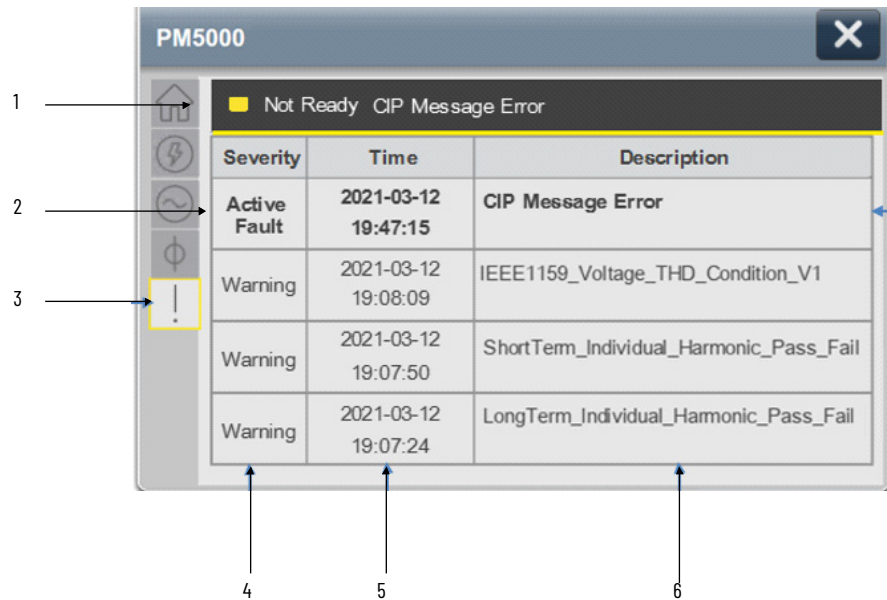 PM5000
1
Not Ready CIP Message Error
Severity Time Description
2
Active Fault
2021-03-12
19:47:15
CIP Message Error
3
Warning
2021-03-12
19:08:09
IEEE1159_Voltage_THD_Condition_V1
Warning
2021-03-12
19:07:50
ShortTerm_Individual_Harmonic_Pass_Fail
Warning
2021-03-12
19:07:24
LongTerm_Individual_Harmonic_Pass_Fail
4 5 6